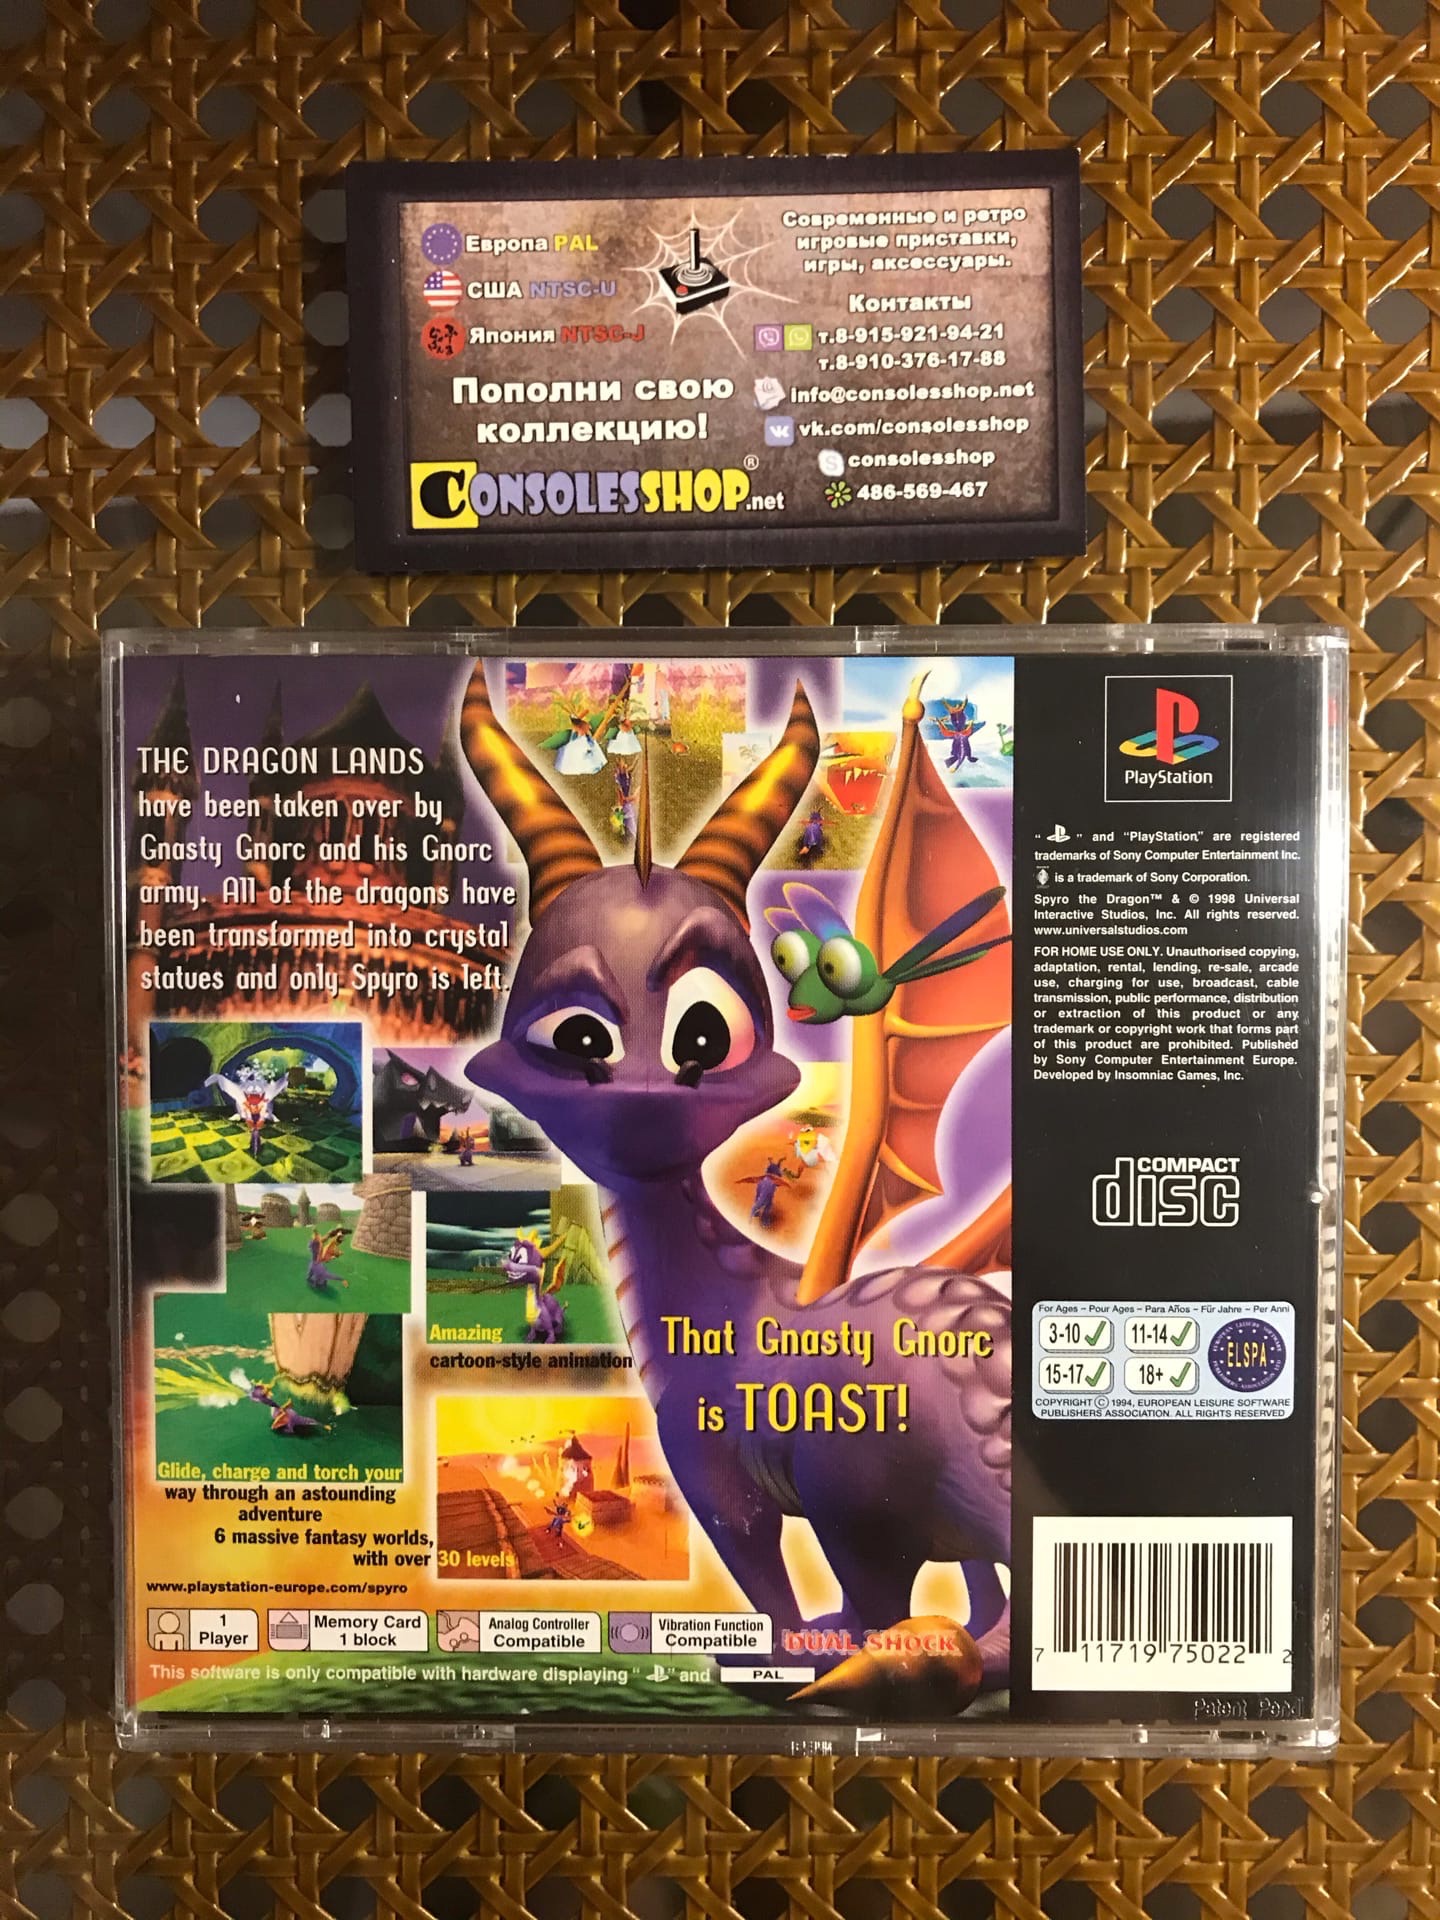 Европа PAL
США NTSC-U
Япония NTSC-J
Пополни свою
коллекцию!
CONSOLESSHOP.net
®
Современные и ретро
игровые приставки,
игры, аксессуары.
Контакты
т.8-915-921-94-21
т.8-910-376-17-88
info@consolesshop.net
vk.com/consolesshop
consolesshop
486-569-467
THE DRAGON LANDS
have been taken over by
Gnasty Gnorc and his Gnorc
army. All of the dragons have
been transformed into crystal
statues and only Spyro is left.
Amazing
cartoon-style animation
That Gnasty Gnorc
is TOAST!
Glide, charge and torch your
way through an astounding
adventure
6 massive fantasy worlds,
with over 30 levels
www.playstation-europe.com/spyro
1
Player
Memory Card
1 block
Analog Controller
Compatible
Vibration Function
Compatible
DUAL SHOCK
This software is only compatible with hardware displaying " " and PAL
PlayStation
" " and "PlayStation" are registered
trademarks of Sony Computer Entertainment Inc.
is a trademark of Sony Corporation.
Spyro the Dragon™ & © 1998 Universal
Interactive Studios, Inc. All rights reserved.
www.universalstudios.com
FOR HOME USE ONLY. Unauthorised copying,
adaptation, rental, lending, re-sale, arcade
use, charging for use, broadcast, cable
transmission, public performance, distribution
or extraction of this product or any
trademark or copyright work that forms part
of this product are prohibited. Published
by Sony Computer Entertainment Europe.
Developed by Insomniac Games, Inc.
COMPACT
disc
For Ages ~ Pour Ages ~ Para Años ~ Für Jahre ~ Per Anni
3-10 11-14
15-17 18+
ELSPA
COPYRIGHT © 1994, EUROPEAN LEISURE SOFTWARE
PUBLISHERS ASSOCIATION. ALL RIGHTS RESERVED
7 11719 75022 2
Patent Pend